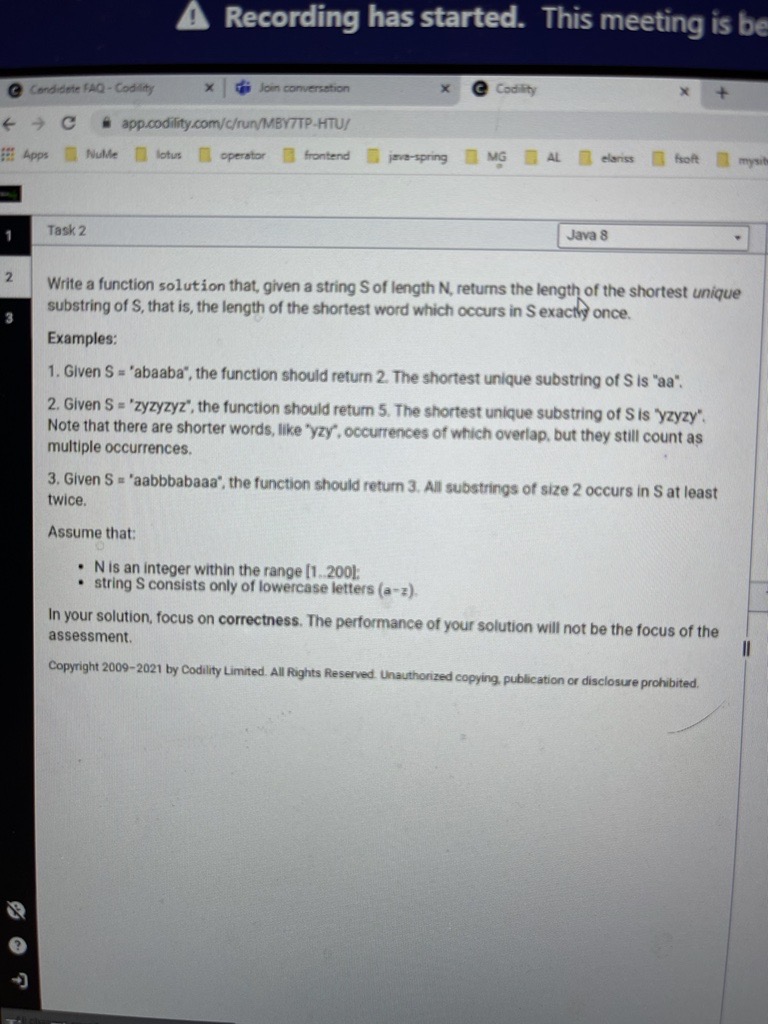 Recording has started. This meeting is be
Candidate FAQ - Codility
Join conversation
Codility
app.codility.com/c/run/MBY7TP-HTU/
Apps NuMe lotus operator frontend java-spring MG AL elariss fsoft mysit
1
Task 2
Java 8
2
3
Write a function solution that, given a string S of length N, returns the length of the shortest unique
substring of S, that is, the length of the shortest word which occurs in S exactly once.
Examples:
1. Given S = "abaaba", the function should return 2. The shortest unique substring of S is "aa".
2. Given S = "zyzyzyz", the function should return 5. The shortest unique substring of S is "yzyzy".
Note that there are shorter words, like "yzy", occurrences of which overlap, but they still count as
multiple occurrences.
3. Given S = "aabbbabaaa", the function should return 3. All substrings of size 2 occurs in S at least
twice.
Assume that:
• N is an integer within the range [1..200];
• string S consists only of lowercase letters (a-z).
In your solution, focus on correctness. The performance of your solution will not be the focus of the
assessment.
Copyright 2009-2021 by Codility Limited. All Rights Reserved. Unauthorized copying, publication or disclosure prohibited.